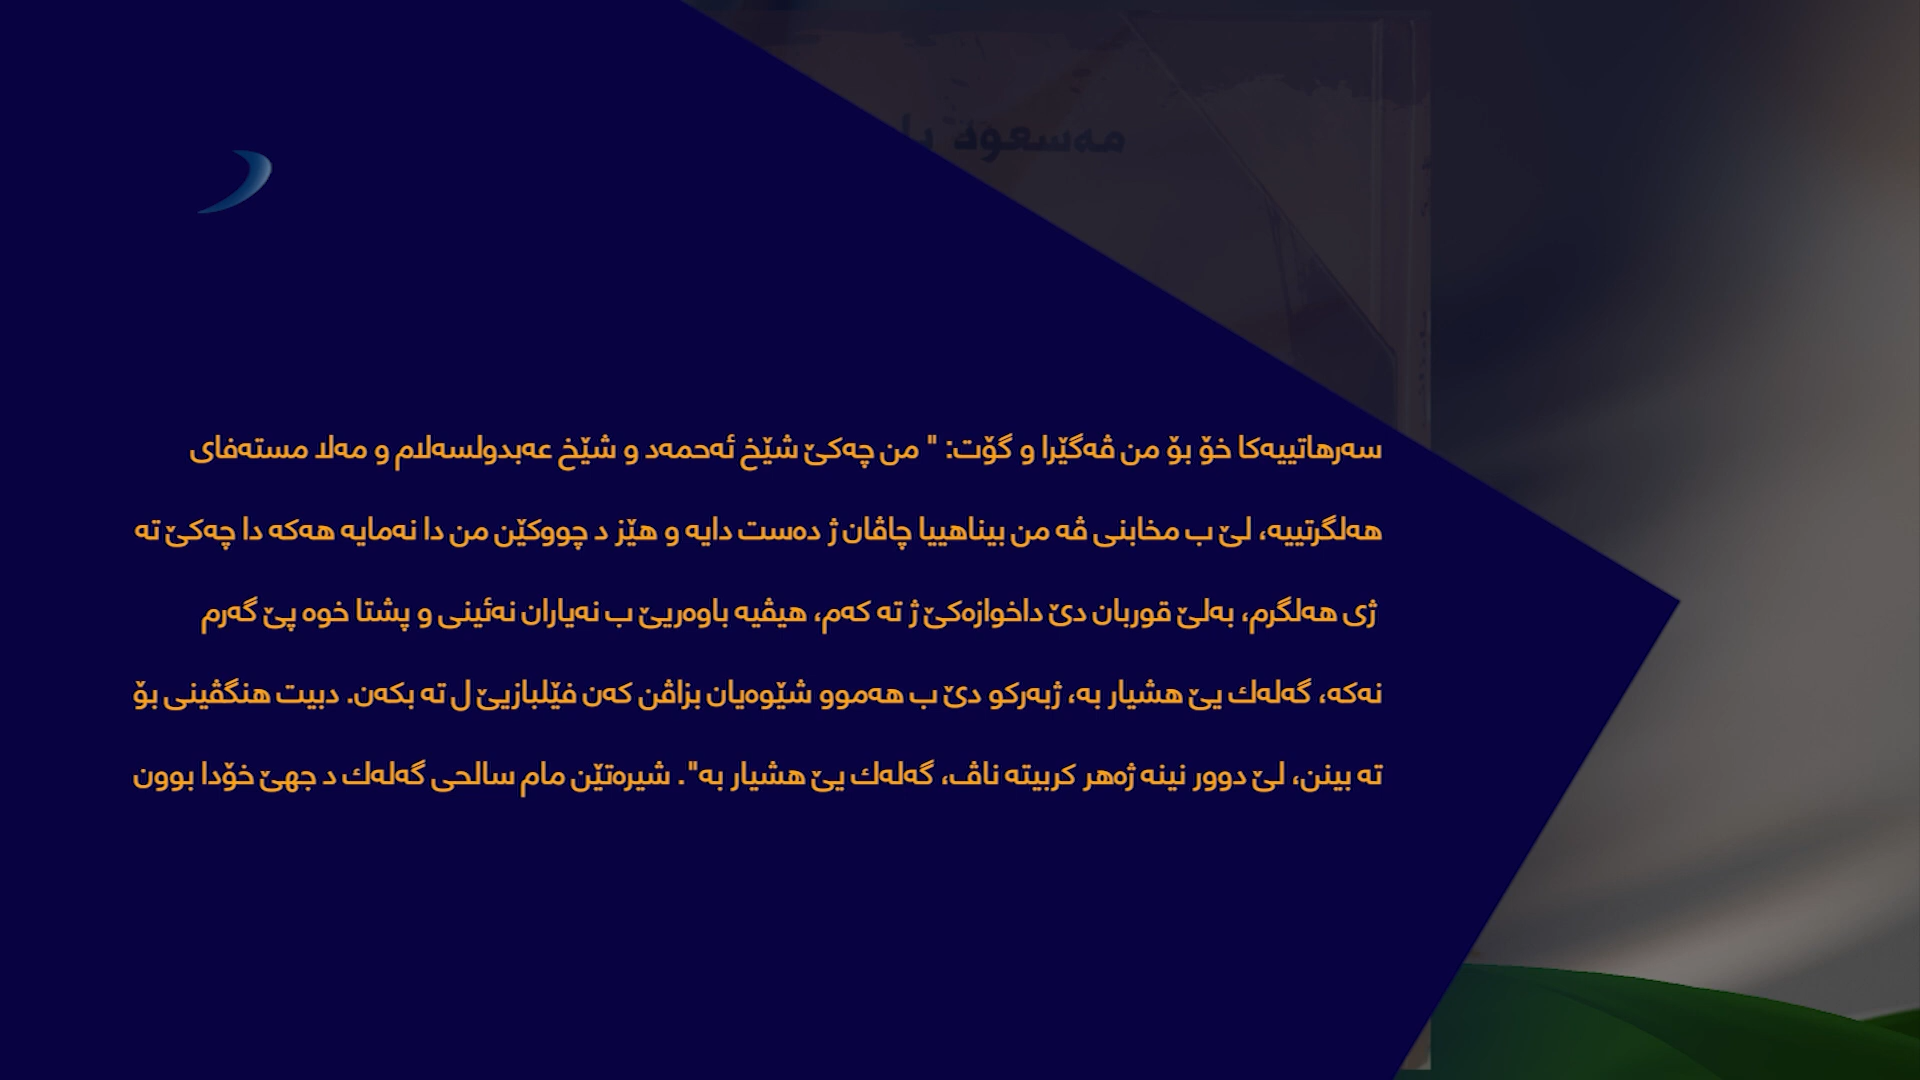 مەسعود
سەرهاتییەکا خۆ بۆ من ڤەگێرا و گۆت: " من چەکێ شێخ ئەحمەد و شێخ عەبدولسەلام و مەلا مستەفای
هەلگرتییە، لێ ب مخابنی ڤە من بیناهییا چاڤان ژ دەست دایە و هێز د چووکێن من دا نەمایە هەکە دا چەکێ تە
ژی هەلگرم، بەلێ قوربان دێ داخوازەکێ ژ تە کەم، هیڤیە باوەریێ ب نەیاران نەئینی و پشتا خوە پێ گەرم
نەکە، گەلەك یێ هشیار بە، ژبەرکو دێ ب هەموو شێوەیان بزاڤن کەن فێلبازیێ ل تە بکەن. دبیت هنگڤینی بۆ
تە بینن، لێ دوور نینە ژەهر کربیتە ناڤ، گەلەك یێ هشیار بە". شیرەتێن مام سالحی گەلەك د جهێ خۆدا بوون